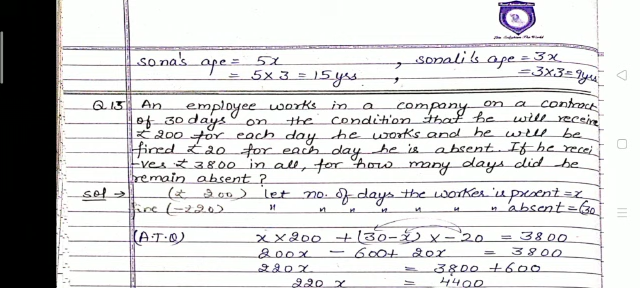 sona's age = 5x , sonali's age = 3x
= 5x3 = 15yrs , = 3x3 = 9yrs
Q.13 An employee works in a company on a contract
of 30 days on the condition that he will receive
₹ 200 for each day he works and he will be
fined ₹ 20 for each day he is absent. If he recei
-ves ₹ 3800 in all, for how many days did he
remain absent?
sol → (₹ 200) let no. of days the worker is present = x
fine (-₹20) " " " " " " " absent = (30
(A.T.Q) x x 200 + (30-x) x -20 = 3800
200x - 600 + 20x = 3800
220x = 3800 + 600
220x = 4400